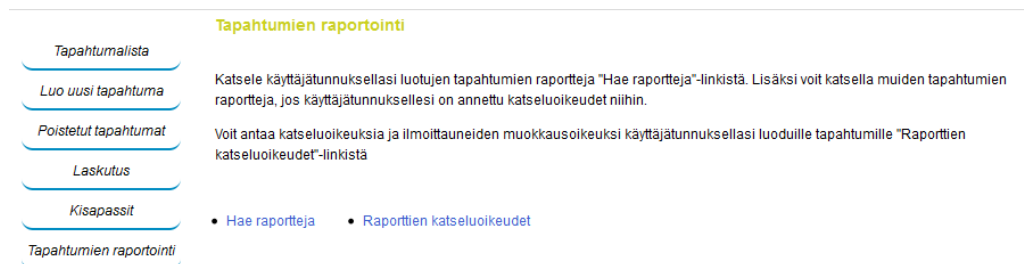 Tapahtumien raportointi
Tapahtumalista
Luo uusi tapahtuma
Poistetut tapahtumat
Laskutus
Kisapassit
Tapahtumien raportointi
Katsele käyttäjätunnuksellasi luotujen tapahtumien raportteja "Hae raportteja"-linkistä. Lisäksi voit katsella muiden tapahtumien
raportteja, jos käyttäjätunnuksellesi on annettu katseluoikeudet niihin.
Voit antaa katseluoikeuksia ja ilmoittauneiden muokkausoikeuksi käyttäjätunnuksellasi luoduille tapahtumille "Raporttien
katseluoikeudet"-linkistä
• Hae raportteja • Raporttien katseluoikeudet